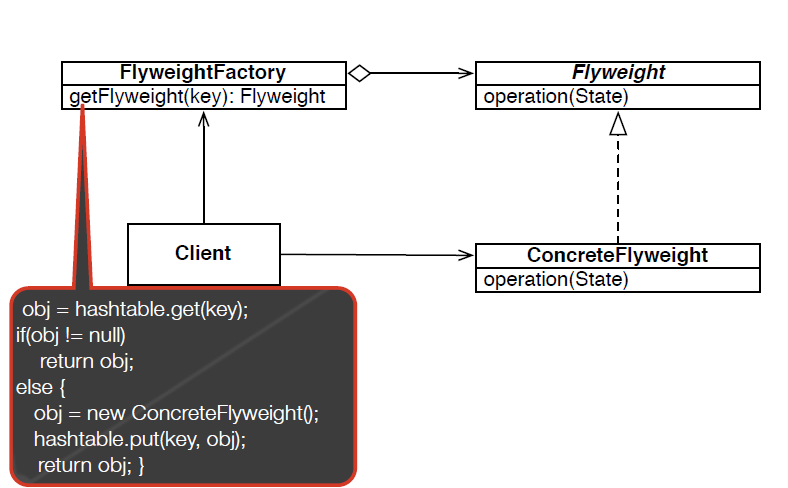 FlyweightFactory
getFlyweight(key): Flyweight
Flyweight
operation(State)
Client
ConcreteFlyweight
operation(State)
obj = hashtable.get(key);
if(obj != null)
return obj;
else {
obj = new ConcreteFlyweight();
hashtable.put(key, obj);
return obj; }